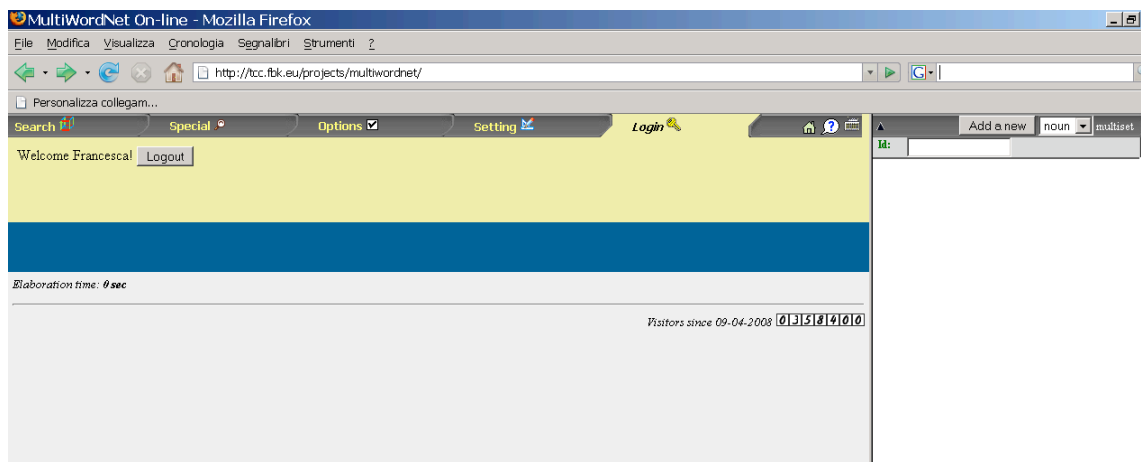 MultiWordNet On-line - Mozilla Firefox
File Modifica Visualizza Cronologia Segnalibri Strumenti ?
http://tcc.fbk.eu/projects/multiwordnet/
G
Personalizza collegam...
Search Special Options Setting Login
Add a new noun multiset
Welcome Francesca! Logout
Id:
Elaboration time: 0 sec
Visitors since 09-04-2008 0358400